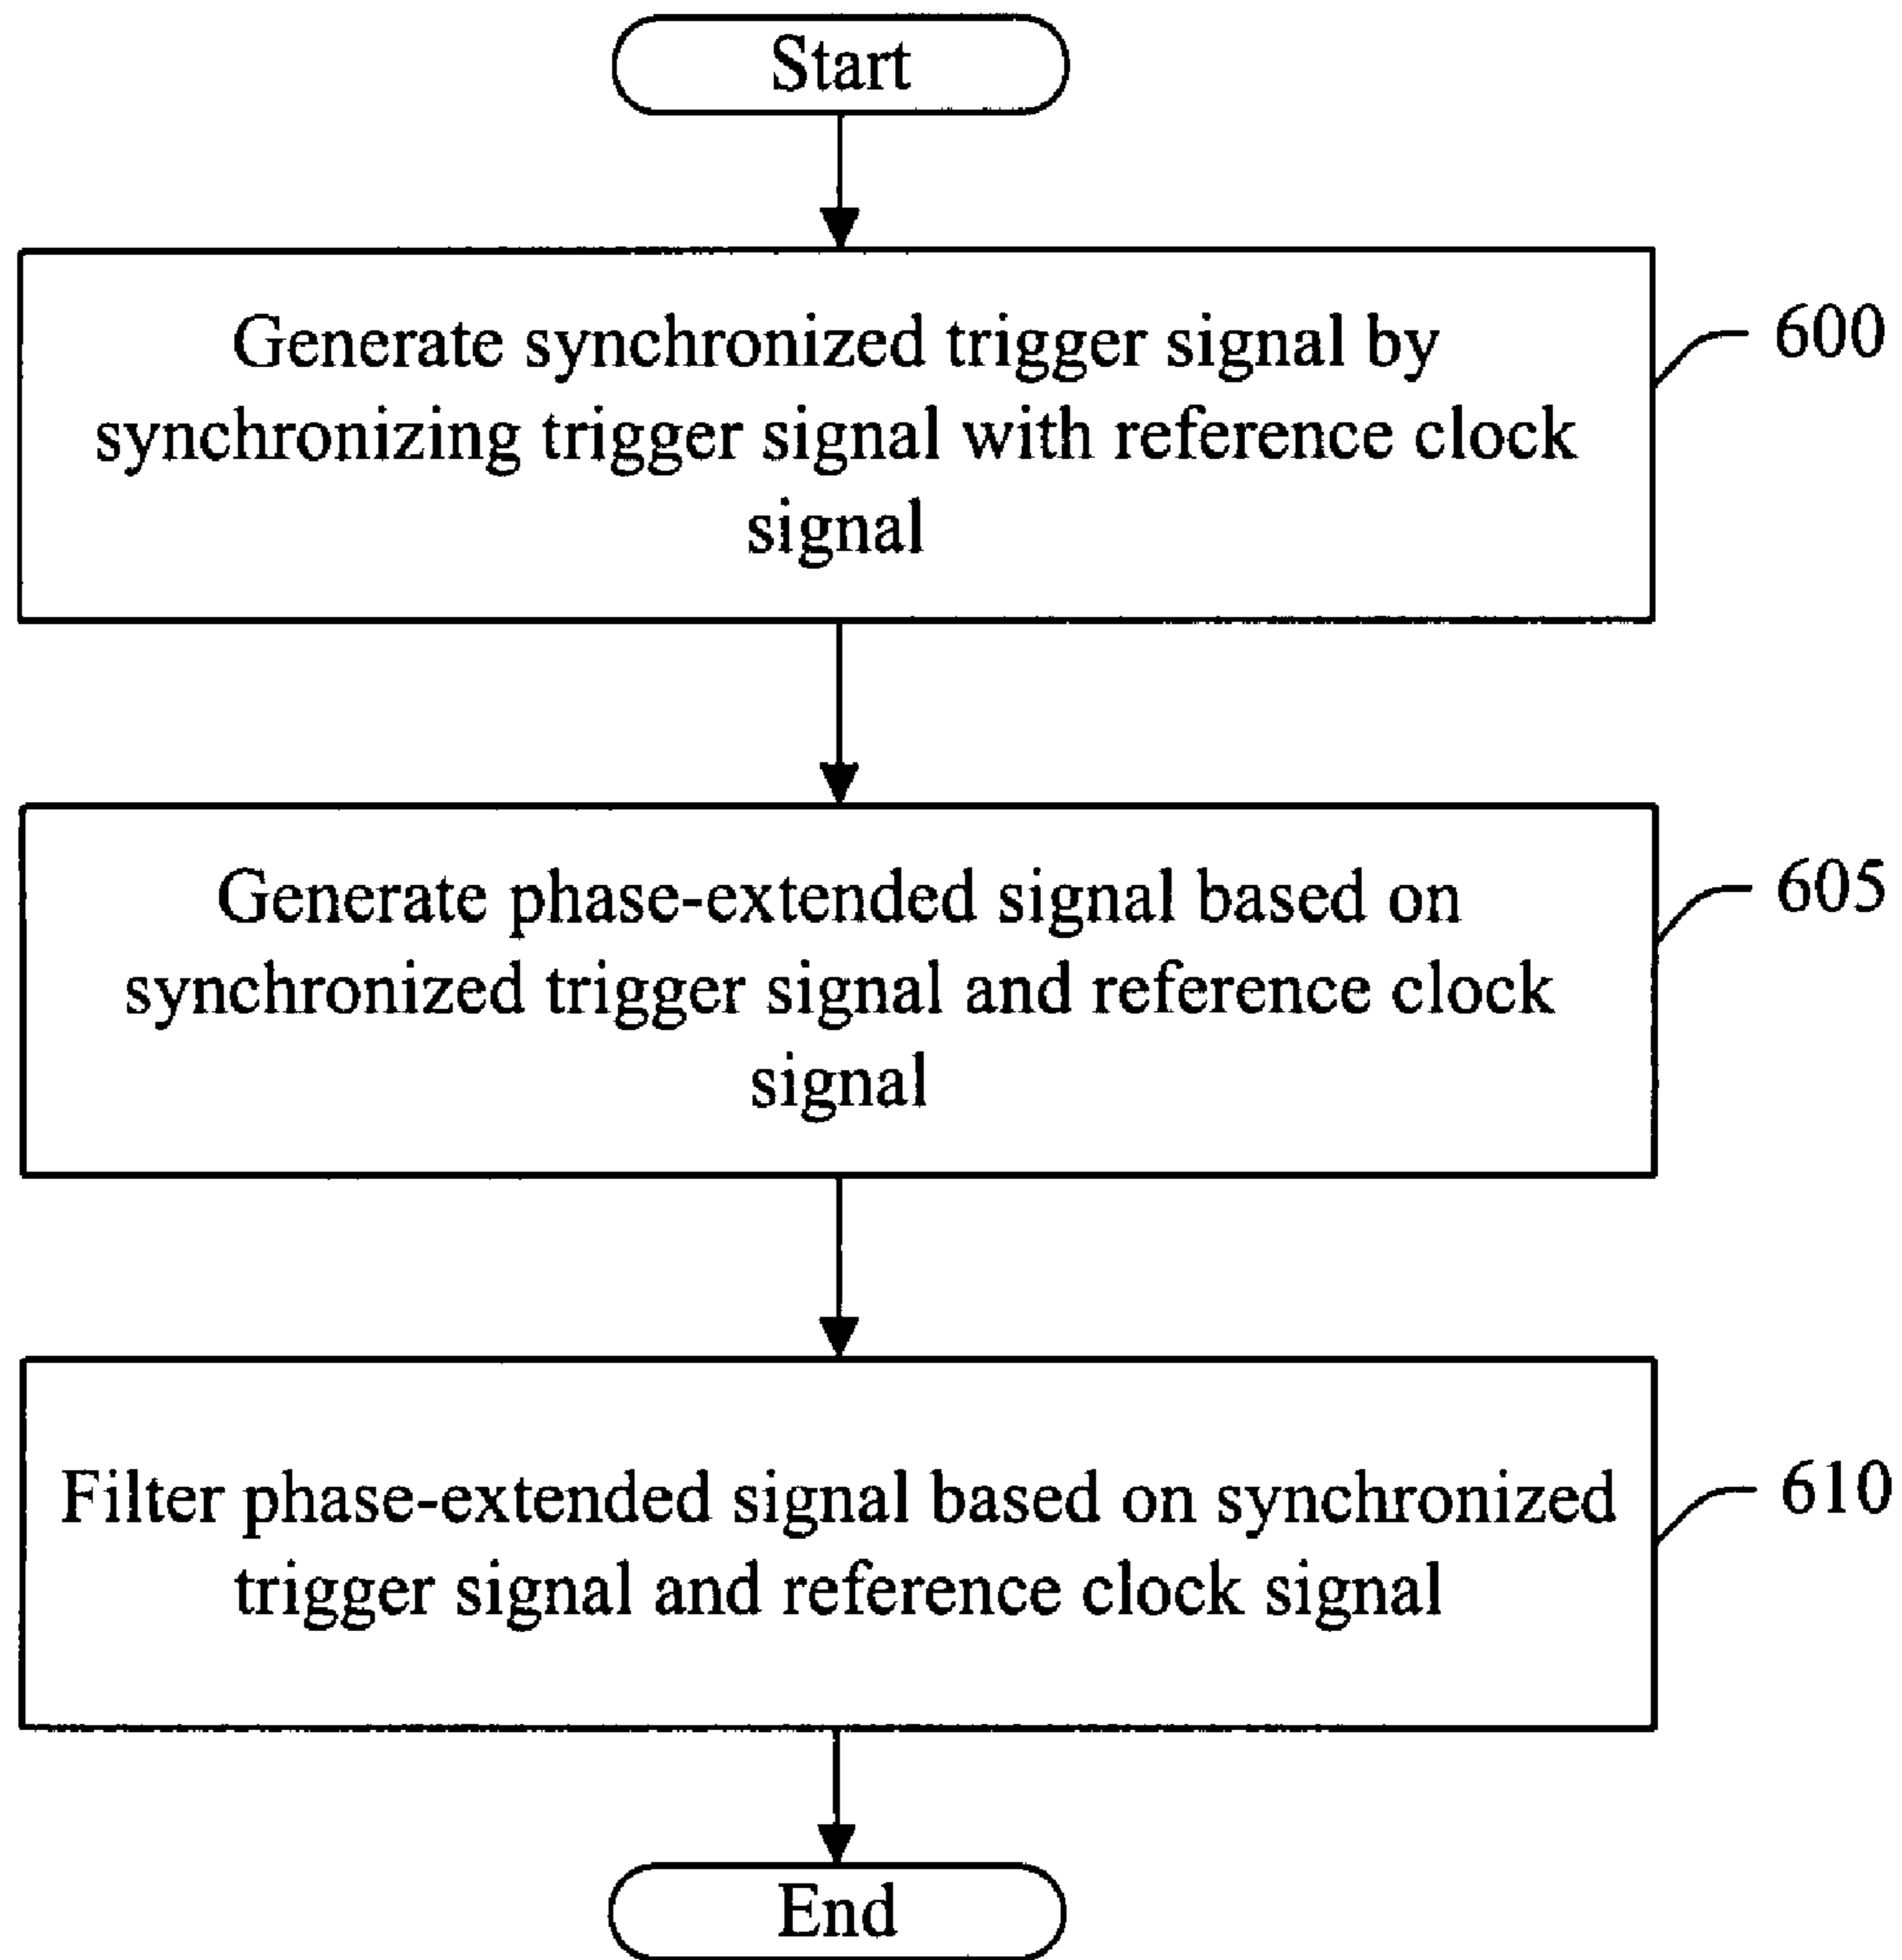 Start
Generate synchronized trigger signal by
synchronizing trigger signal with reference clock
signal
600
Generate phase-extended signal based on
synchronized trigger signal and reference clock
signal
605
Filter phase-extended signal based on synchronized
trigger signal and reference clock signal
610
End